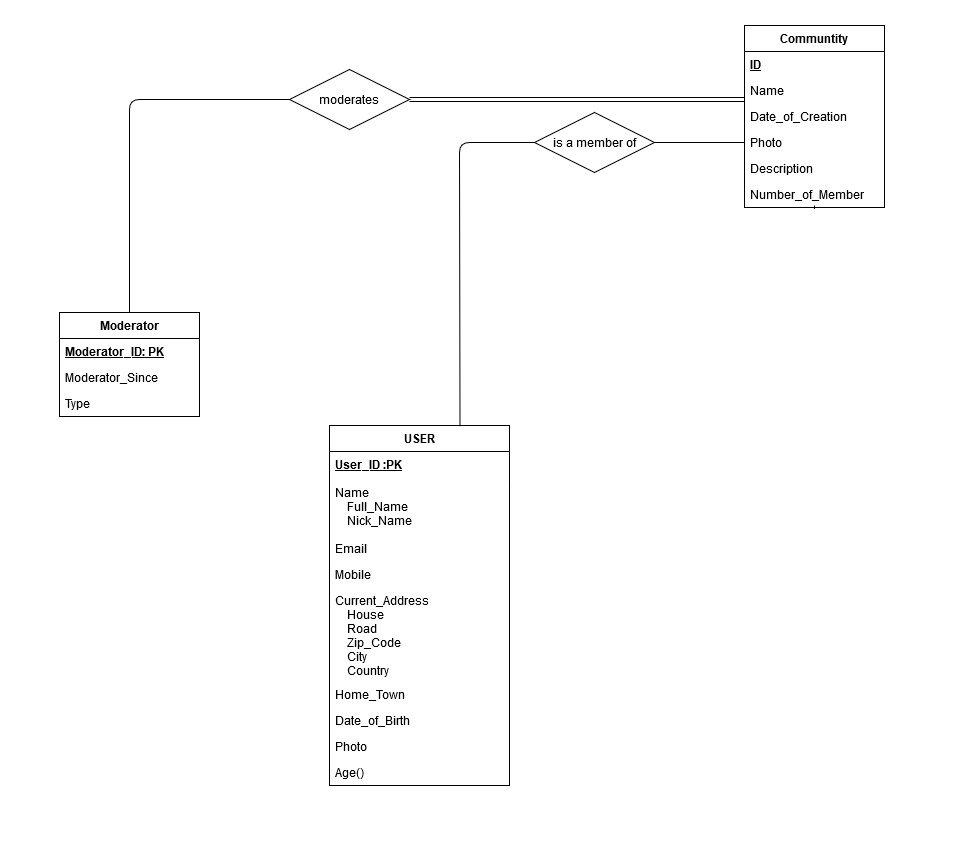 Communtity
ID
Name
Date_of_Creation
Photo
Description
Number_of_Member
moderates
is a member of
Moderator
Moderator_ID: PK
Moderator_Since
Type
USER
User_ID :PK
Name
Full_Name
Nick_Name
Email
Mobile
Current_Address
House
Road
Zip_Code
City
Country
Home_Town
Date_of_Birth
Photo
Age()